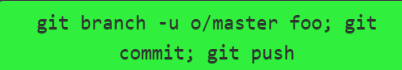 git branch -u o/master foo; git
commit; git push